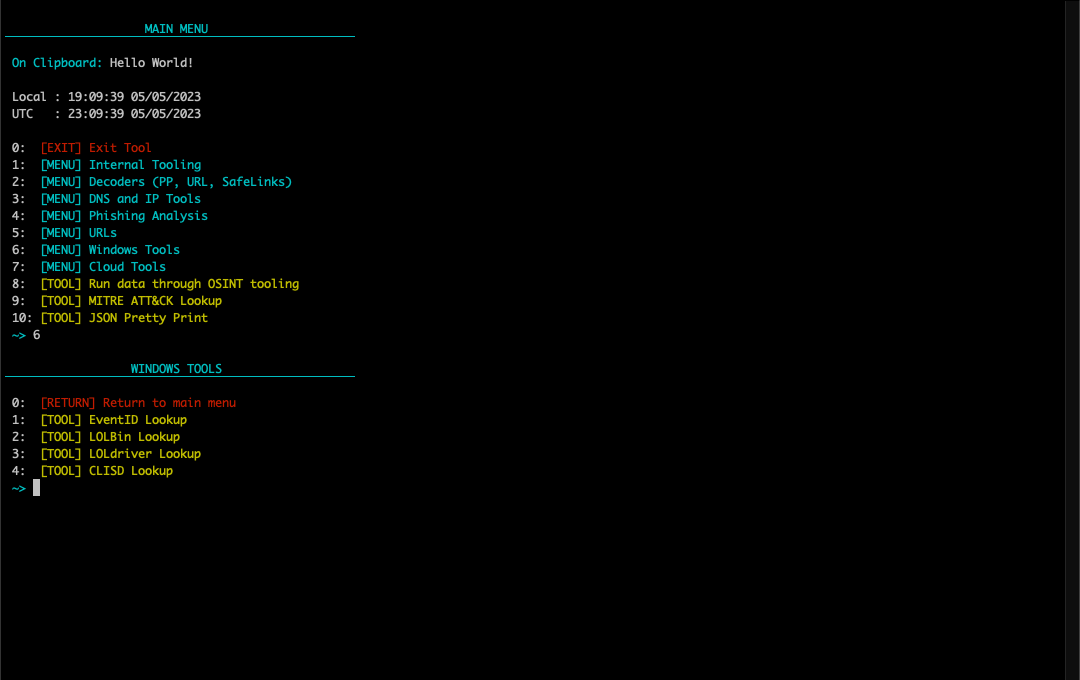 MAIN MENU
On Clipboard: Hello World!
Local : 19:09:39 05/05/2023
UTC   : 23:09:39 05/05/2023
0:  [EXIT] Exit Tool
1:  [MENU] Internal Tooling
2:  [MENU] Decoders (PP, URL, SafeLinks)
3:  [MENU] DNS and IP Tools
4:  [MENU] Phishing Analysis
5:  [MENU] URLs
6:  [MENU] Windows Tools
7:  [MENU] Cloud Tools
8:  [TOOL] Run data through OSINT tooling
9:  [TOOL] MITRE ATT&CK Lookup
10: [TOOL] JSON Pretty Print
~> 6
WINDOWS TOOLS
0:  [RETURN] Return to main menu
1:  [TOOL] EventID Lookup
2:  [TOOL] LOLBin Lookup
3:  [TOOL] LOLdriver Lookup
4:  [TOOL] CLISD Lookup
~>